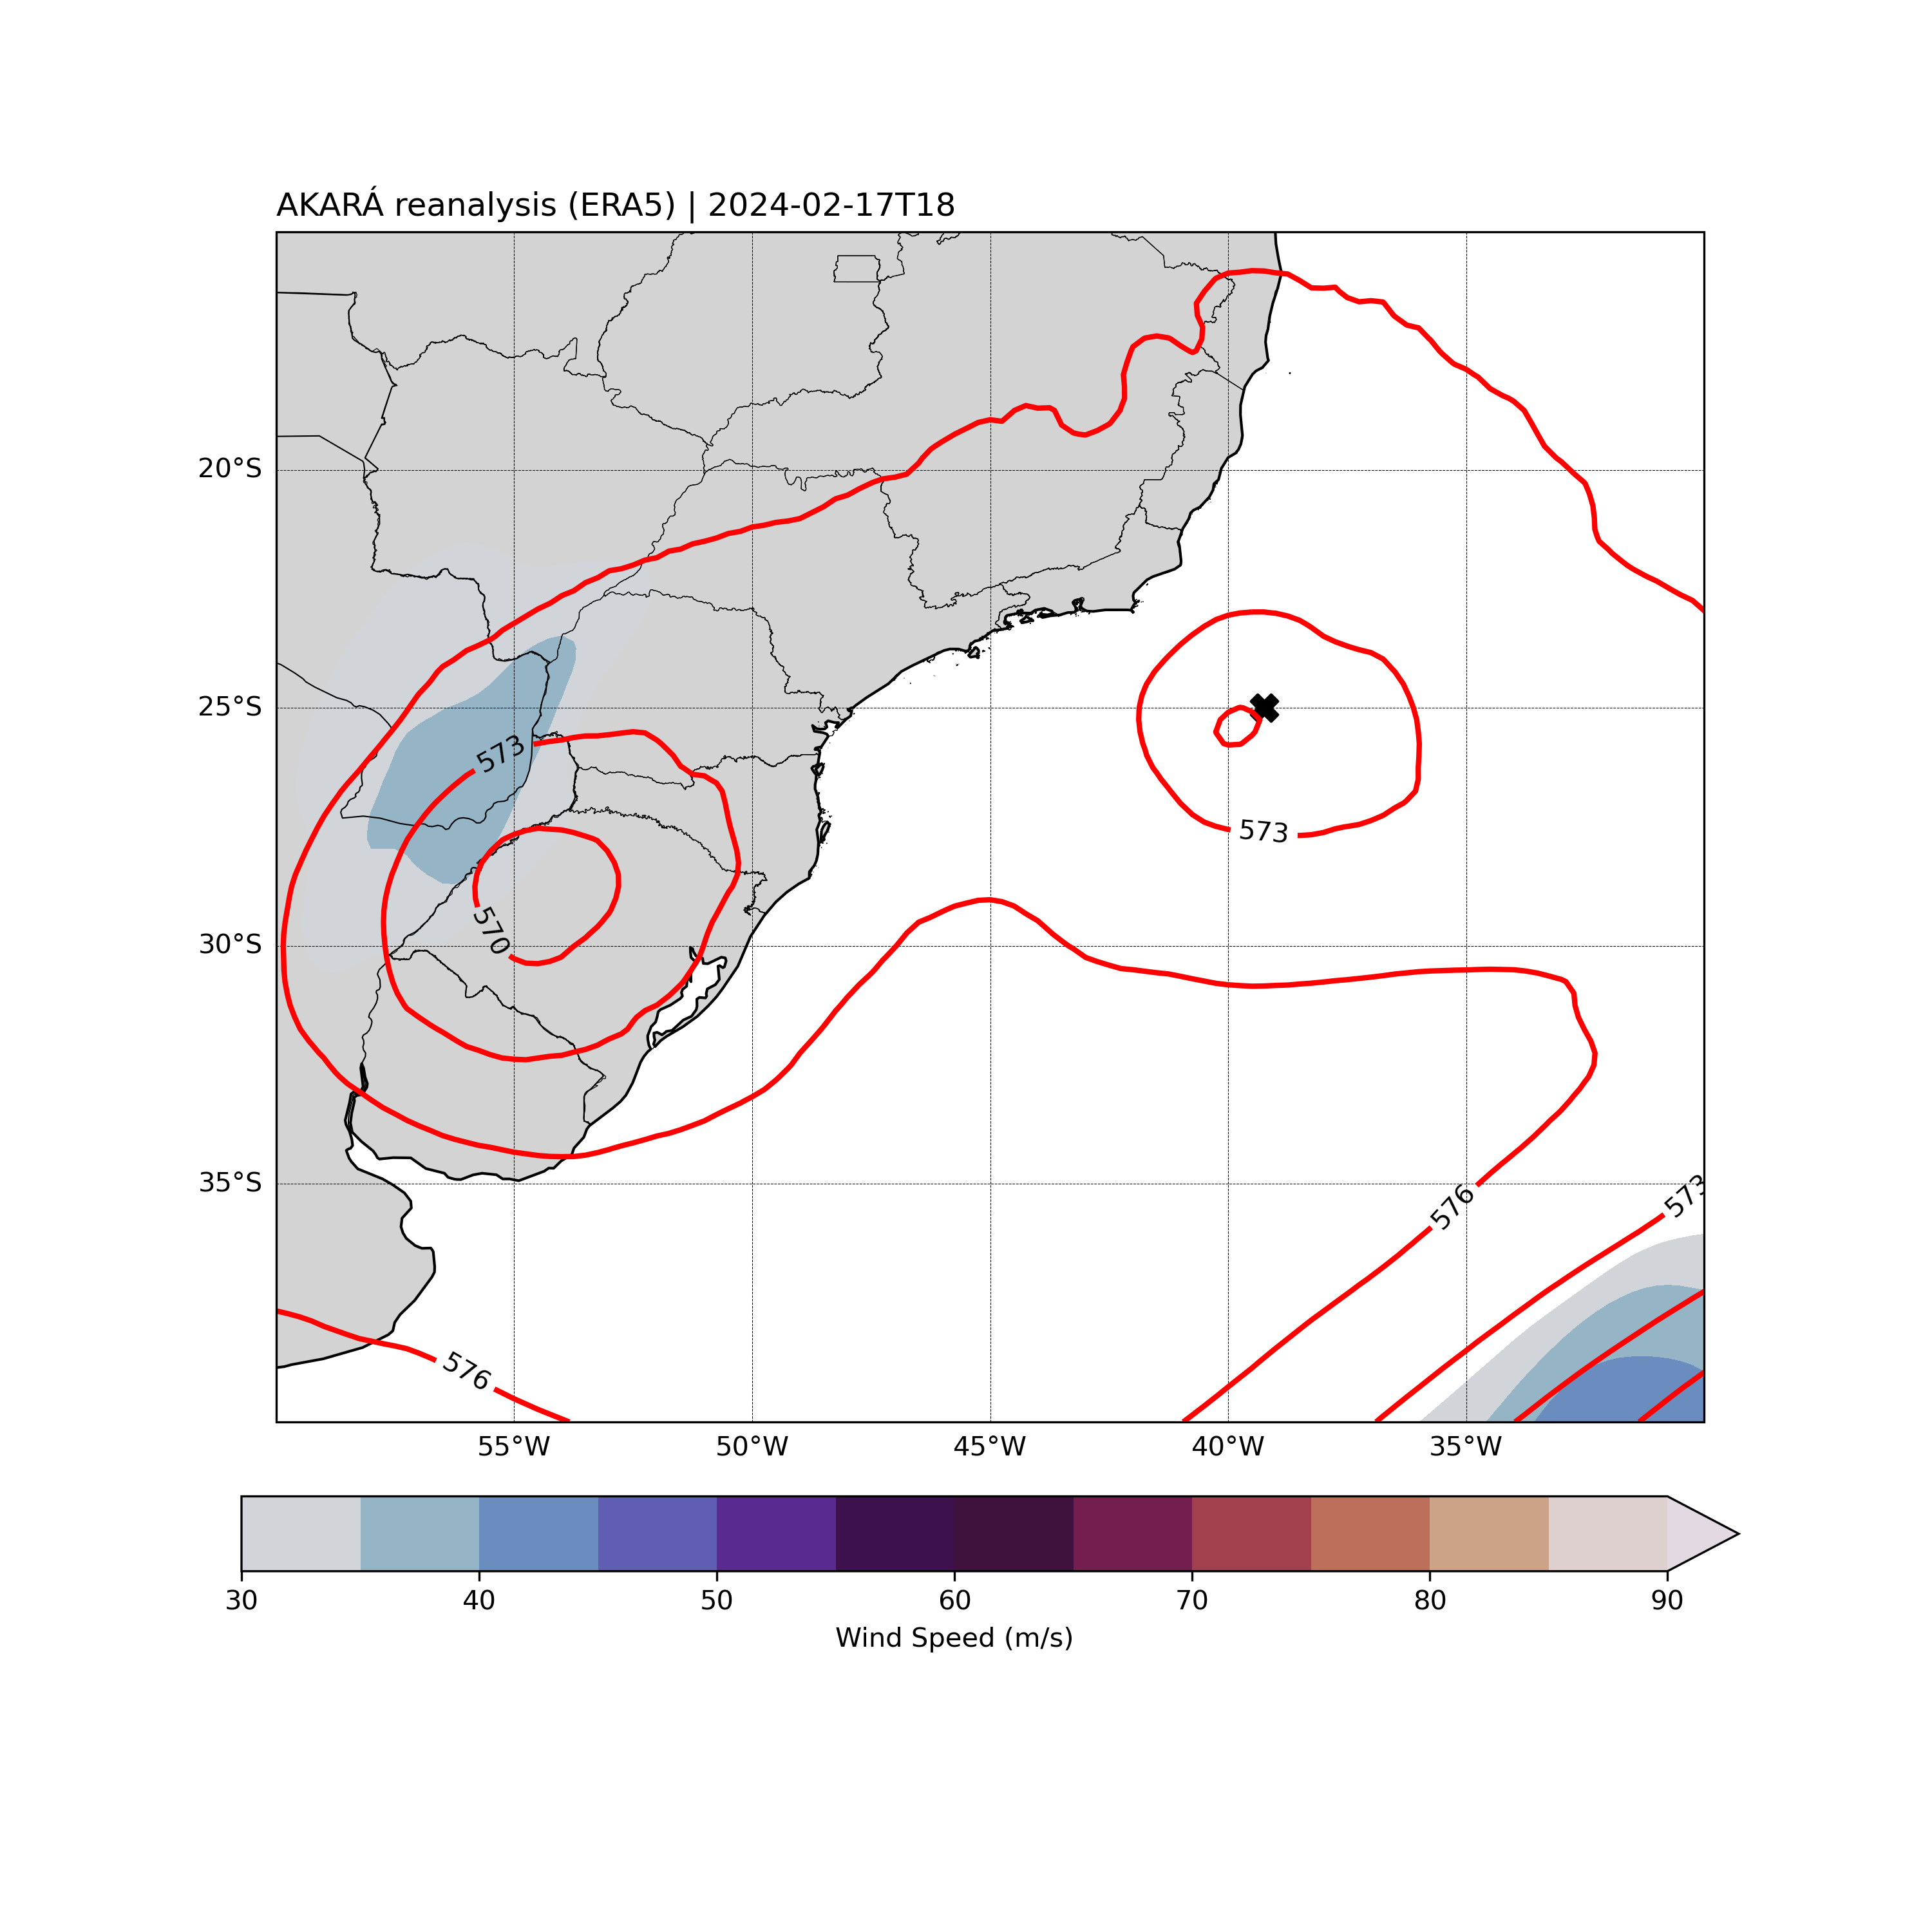 AKARÁ reanalysis (ERA5) | 2024-02-17T18
20°S
25°S
30°S
35°S
573
570
573
576
573
576
55°W
50°W
45°W
40°W
35°W
30
40
50
60
70
80
90
Wind Speed (m/s)